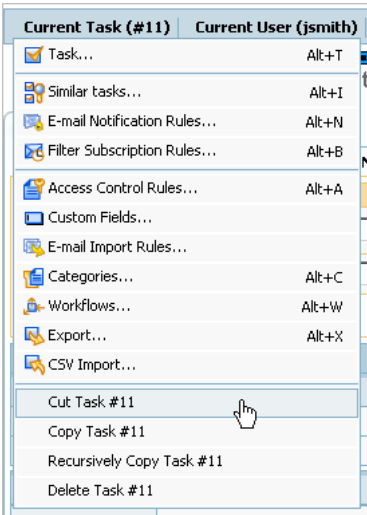 Current Task (#11) Current User (jsmith)
Task... Alt+T
Similar tasks... Alt+I
E-mail Notification Rules... Alt+N
Filter Subscription Rules... Alt+B
Access Control Rules... Alt+A
Custom Fields...
E-mail Import Rules...
Categories... Alt+C
Workflows... Alt+W
Export... Alt+X
CSV Import...
Cut Task #11
Copy Task #11
Recursively Copy Task #11
Delete Task #11